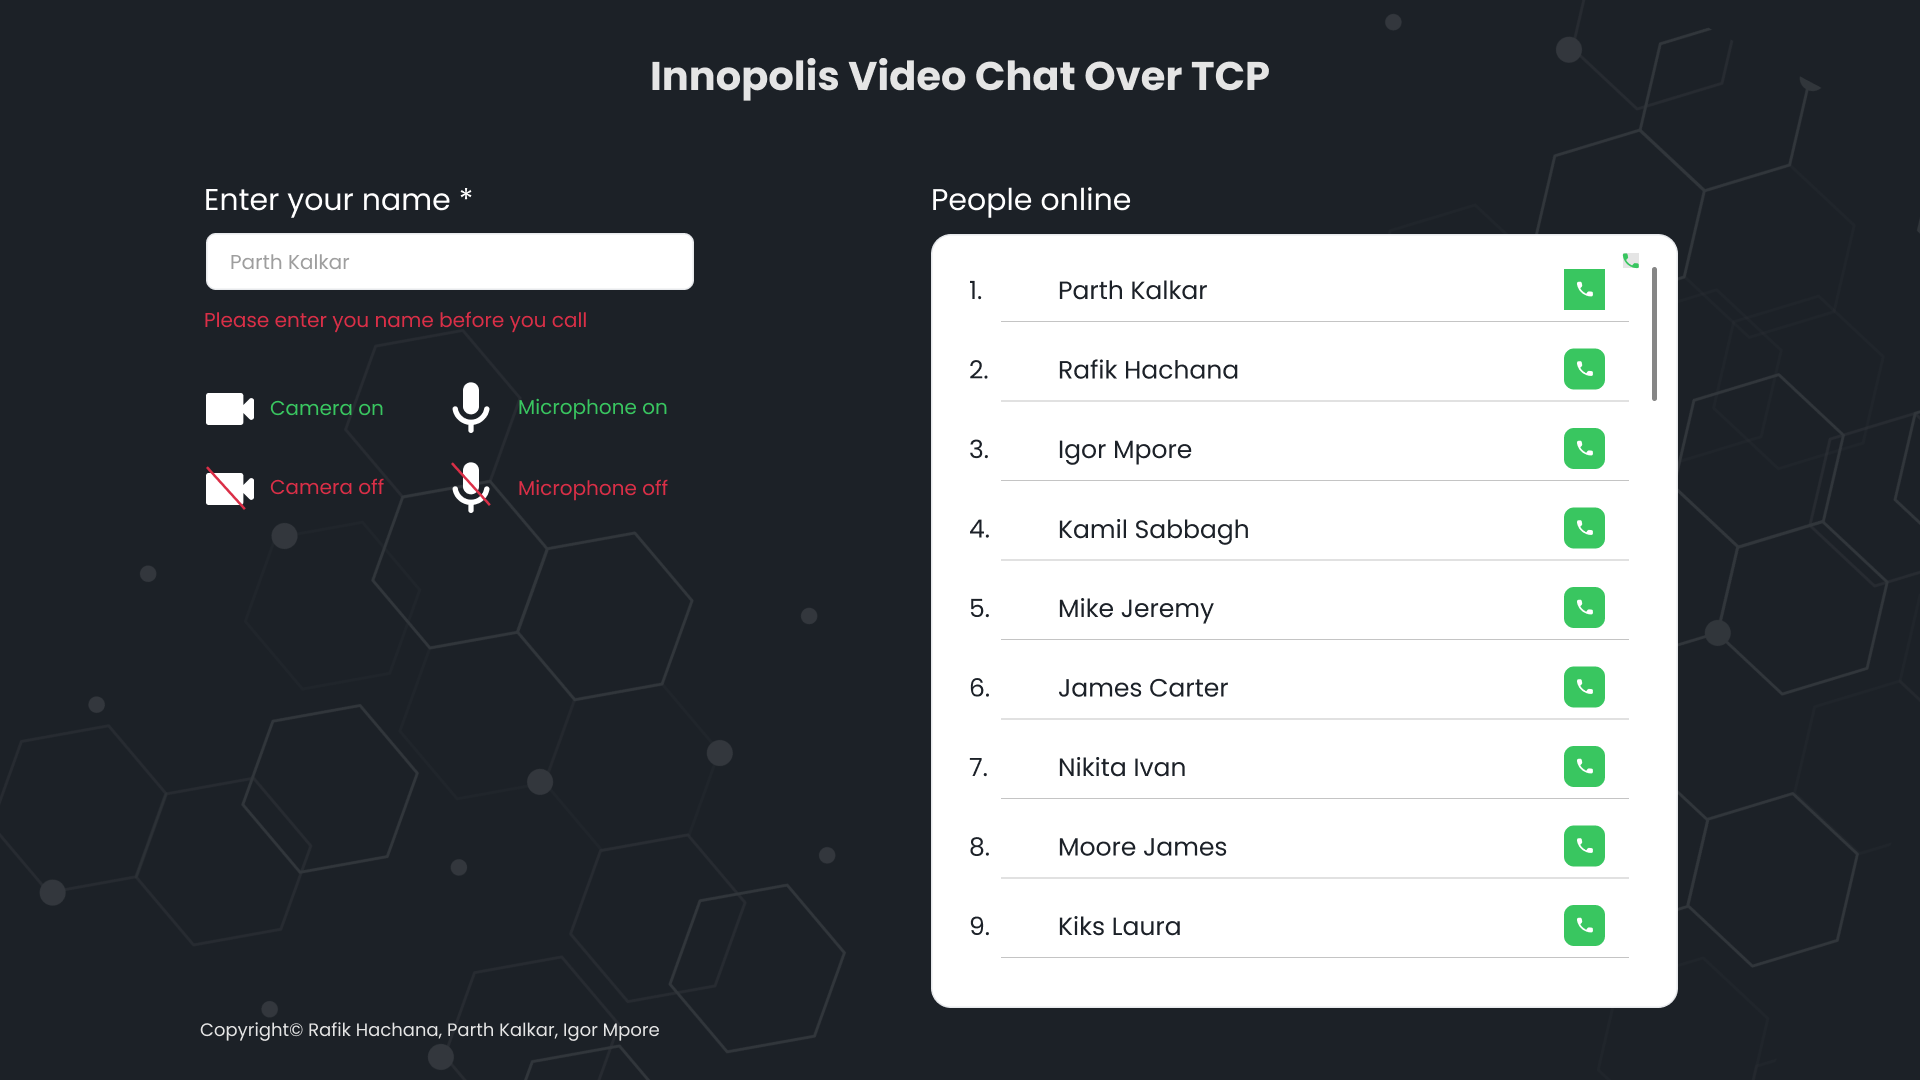 Innopolis Video Chat Over TCP
Enter your name *
Parth Kalkar
Please enter you name before you call
Camera on
Microphone on
Camera off
Microphone off
People online
1. Parth Kalkar
2. Rafik Hachana
3. Igor Mpore
4. Kamil Sabbagh
5. Mike Jeremy
6. James Carter
7. Nikita Ivan
8. Moore James
9. Kiks Laura
Copyright© Rafik Hachana, Parth Kalkar, Igor Mpore